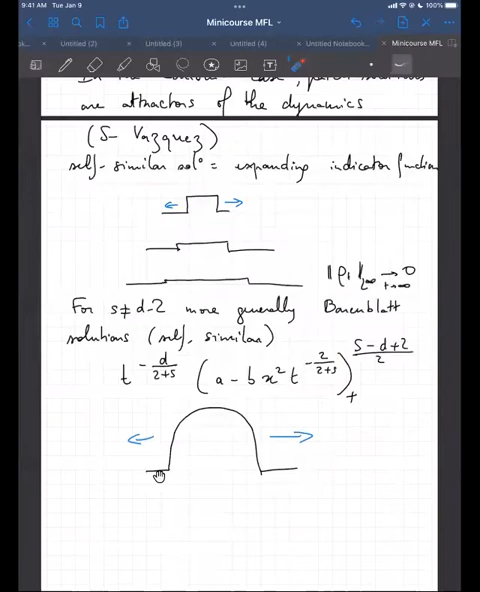 9:41 AM Tue Jan 9
100%
Minicourse MFL
Untitled (2)
Untitled (3)
Untitled (4)
Untitled Notebook...
Minicourse MFL
are attractors of the dynamics
(S- Vazquez)
self-similar sol° = expanding indicator function
‖ρ‖_{L∞} → 0
t→∞
For s≠d-2 more generally Barenblatt
solutions (self. similar)
t^{-d/(2+s)} (a - b x² t^{-2/(2+s)})_+^{(s-d+2)/2}